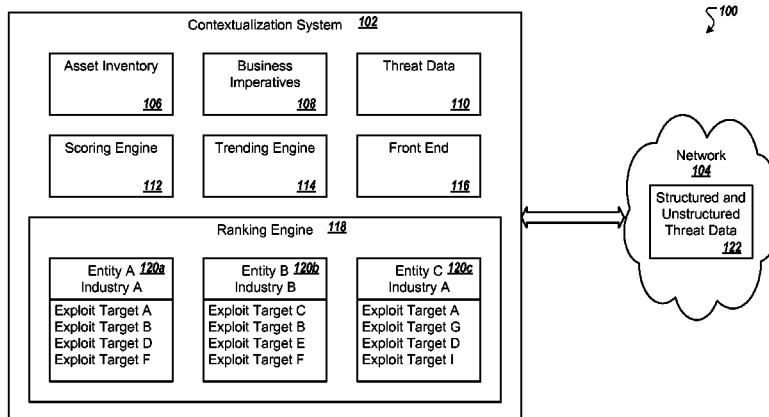 100
Contextualization System 102
Asset Inventory
106
Business
Imperatives
108
Threat Data
110
Scoring Engine
112
Trending Engine
114
Front End
116
Network
104
Structured and
Unstructured
Threat Data
122
Ranking Engine 118
Entity A 120a
Industry A
Exploit Target A
Exploit Target B
Exploit Target D
Exploit Target F
Entity B 120b
Industry B
Exploit Target C
Exploit Target B
Exploit Target E
Exploit Target F
Entity C 120c
Industry A
Exploit Target A
Exploit Target G
Exploit Target D
Exploit Target I